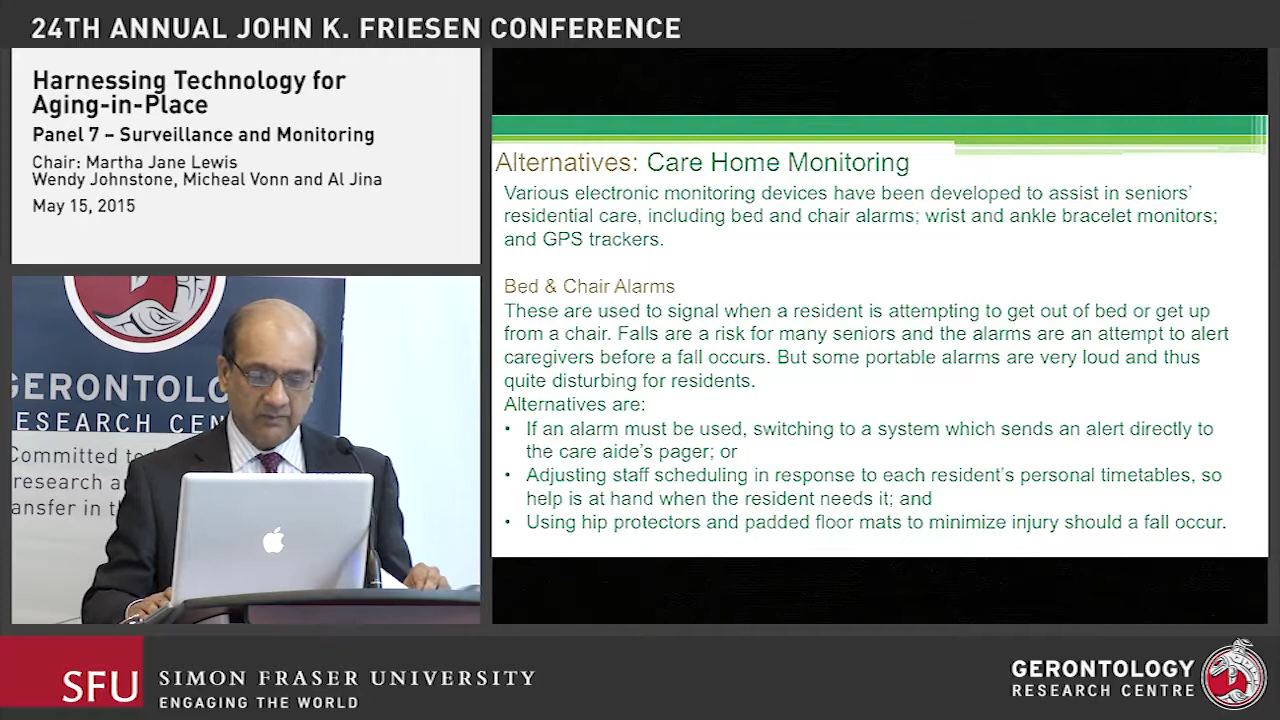 24TH ANNUAL JOHN K. FRIESEN CONFERENCE
Harnessing Technology for
Aging-in-Place
Panel 7 – Surveillance and Monitoring
Chair: Martha Jane Lewis
Wendy Johnstone, Micheal Vonn and Al Jina
May 15, 2015
Alternatives: Care Home Monitoring
Various electronic monitoring devices have been developed to assist in seniors’
residential care, including bed and chair alarms; wrist and ankle bracelet monitors;
and GPS trackers.
Bed & Chair Alarms
These are used to signal when a resident is attempting to get out of bed or get up
from a chair. Falls are a risk for many seniors and the alarms are an attempt to alert
caregivers before a fall occurs. But some portable alarms are very loud and thus
quite disturbing for residents.
Alternatives are:
• If an alarm must be used, switching to a system which sends an alert directly to
the care aide’s pager; or
• Adjusting staff scheduling in response to each resident’s personal timetables, so
help is at hand when the resident needs it; and
• Using hip protectors and padded floor mats to minimize injury should a fall occur.
GERONTOLO
RESEARCH CEN
Committed to
research a
ansfer in t
SFU SIMON FRASER UNIVERSITY
ENGAGING THE WORLD
GERONTOLOGY
RESEARCH CENTRE